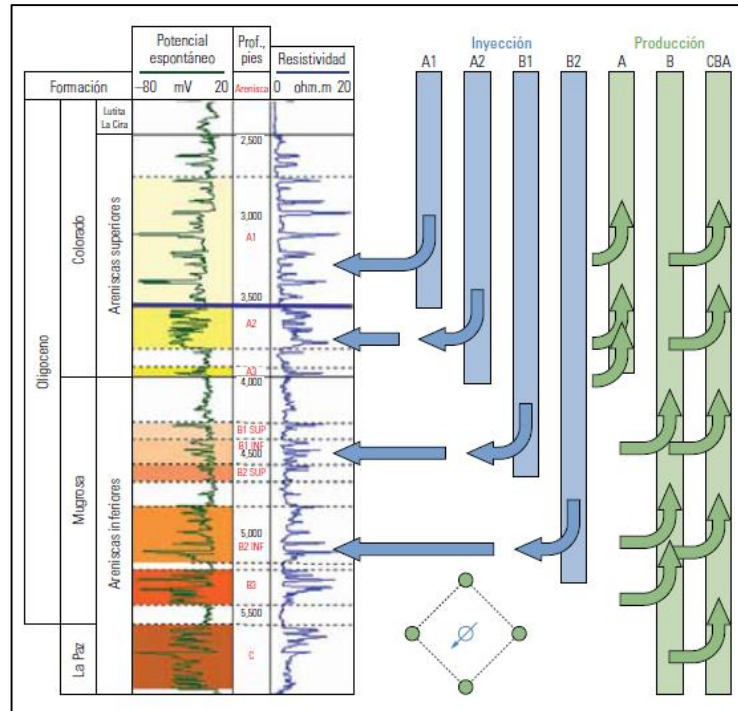 Potencial
espontáneo
Prof.,
pies
Resistividad
Inyección
Producción
A1
A2
B1
B2
A
B
CBA
Formación
–80 mV 20
Arenisca
0 ohm.m 20
Lutita
La Cira
2,500
Oligoceno
Colorado
Areniscas superiores
3,000
A1
3,500
A2
A3
4,000
Mugrosa
Areniscas inferiores
B1 SUP
B1 INF
4,500
B2 SUP
5,000
B2 INF
B3
5,500
La Paz
C